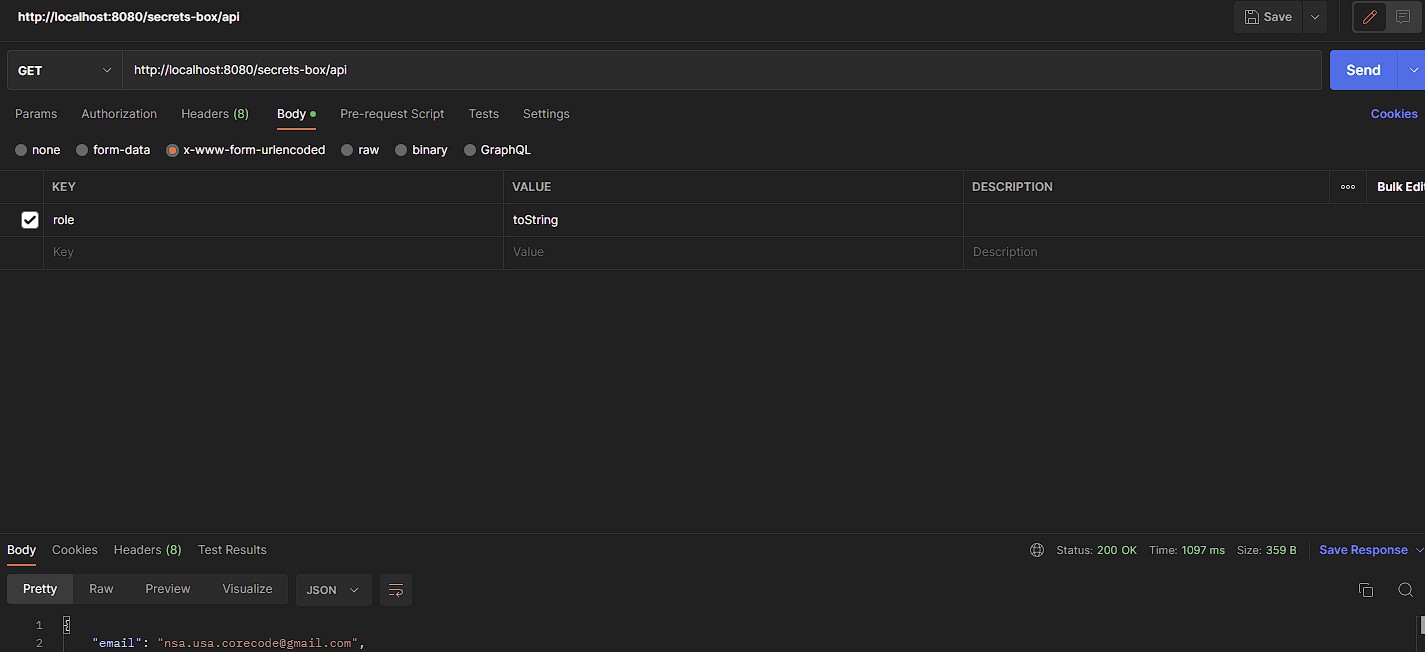 http://localhost:8080/secrets-box/api Save
GET http://localhost:8080/secrets-box/api Send
Params Authorization Headers (8) Body Pre-request Script Tests Settings Cookies
none form-data x-www-form-urlencoded raw binary GraphQL
KEY VALUE DESCRIPTION Bulk Edit
role toString
Key Value Description
Body Cookies Headers (8) Test Results Status: 200 OK Time: 1097 ms Size: 359 B Save Response
Pretty Raw Preview Visualize JSON
1 {
2 "email": "nsa.usa.corecode@gmail.com",